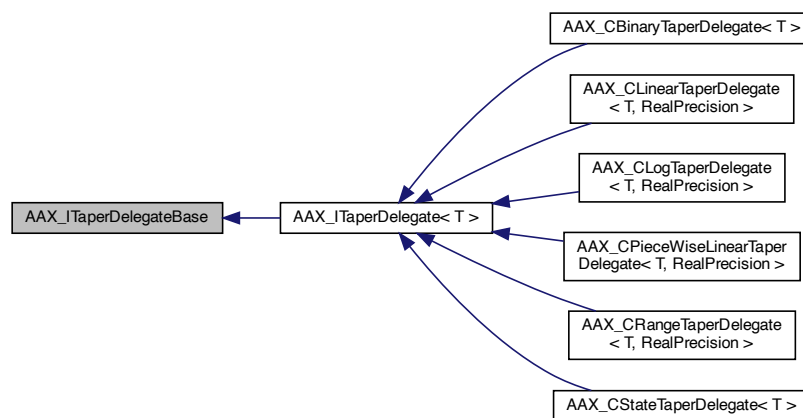 AAX_CBinaryTaperDelegate< T >
AAX_CLinearTaperDelegate
< T, RealPrecision >
AAX_CLogTaperDelegate
< T, RealPrecision >
AAX_ITaperDelegateBase
AAX_ITaperDelegate< T >
AAX_CPieceWiseLinearTaper
Delegate< T, RealPrecision >
AAX_CRangeTaperDelegate
< T, RealPrecision >
AAX_CStateTaperDelegate< T >